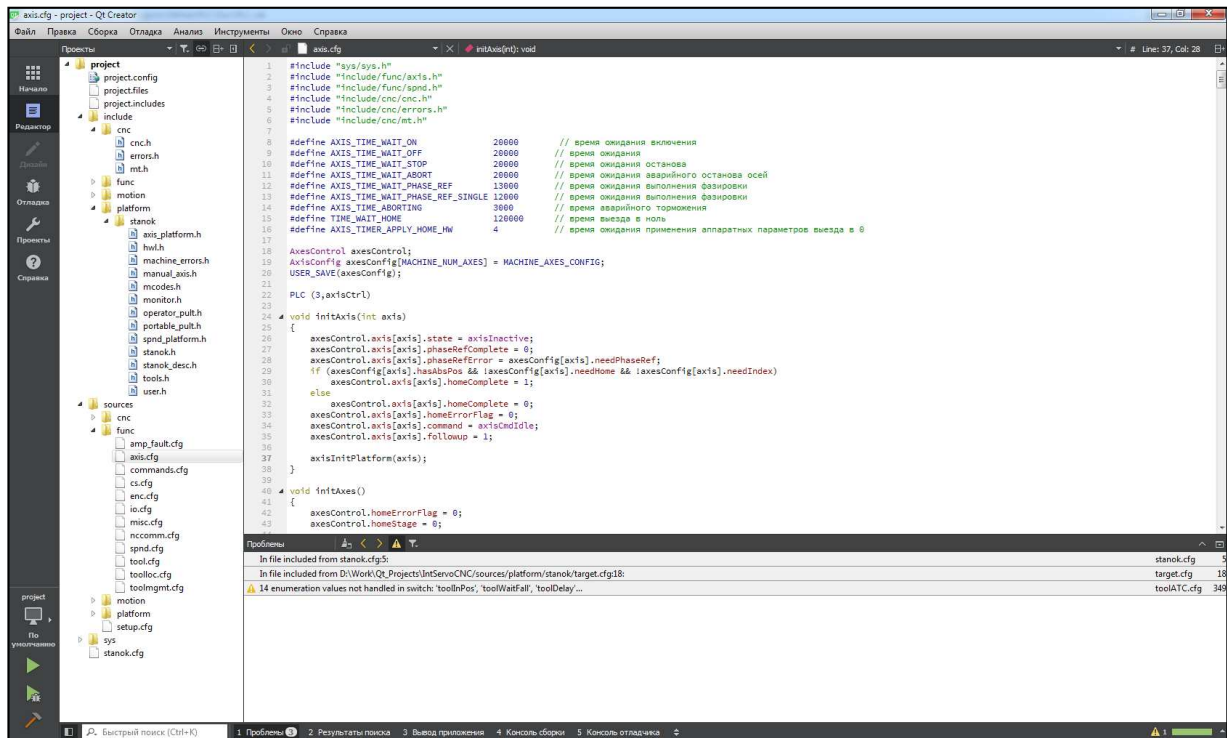 axis.cfg - project - Qt Creator
Файл Правка Сборка Отладка Анализ Инструменты Окно Справка
Проекты axis.cfg initAxis(int): void # Line: 37, Col: 28
Начало
Редактор
Дизайн
Отладка
Проекты
Справка
project
По умолчанию
project
project.config
project.files
project.includes
include
cnc
cnc.h
errors.h
mt.h
func
motion
platform
stanok
axis_platform.h
hwl.h
machine_errors.h
manual_axis.h
mcodes.h
monitor.h
operator_pult.h
portable_pult.h
spnd_platform.h
stanok.h
stanok_desc.h
tools.h
user.h
sources
cnc
func
amp_fault.cfg
axis.cfg
commands.cfg
cs.cfg
enc.cfg
io.cfg
misc.cfg
nccomm.cfg
spnd.cfg
tool.cfg
toolloc.cfg
toolmgmt.cfg
motion
platform
setup.cfg
sys
stanok.cfg
1 #include "sys/sys.h"
2 #include "include/func/axis.h"
3 #include "include/func/spnd.h"
4 #include "include/cnc/cnc.h"
5 #include "include/cnc/errors.h"
6 #include "include/cnc/mt.h"
7
8 #define AXIS_TIME_WAIT_ON 20000 // время ожидания включения
9 #define AXIS_TIME_WAIT_OFF 20000 // время ожидания
10 #define AXIS_TIME_WAIT_STOP 20000 // время ожидания останова
11 #define AXIS_TIME_WAIT_ABORT 20000 // время ожидания аварийного останова осей
12 #define AXIS_TIME_WAIT_PHASE_REF 13000 // время ожидания выполнения фазировки
13 #define AXIS_TIME_WAIT_PHASE_REF_SINGLE 12000 // время ожидания выполнения фазировки
14 #define AXIS_TIME_ABORTING 3000 // время аварийного торможения
15 #define TIME_WAIT_HOME 120000 // время выезда в ноль
16 #define AXIS_TIMER_APPLY_HOME_HW 4 // время ожидания применения аппаратных параметров выезда в 0
17
18 AxesControl axesControl;
19 AxisConfig axesConfig[MACHINE_NUM_AXES] = MACHINE_AXES_CONFIG;
20 USER_SAVE(axesConfig);
21
22 PLC (3,axisCtrl)
23
24 void initAxis(int axis)
25 {
26 axesControl.axis[axis].state = axisInactive;
27 axesControl.axis[axis].phaseRefComplete = 0;
28 axesControl.axis[axis].phaseRefError = axesConfig[axis].needPhaseRef;
29 if (axesConfig[axis].hasAbsPos && !axesConfig[axis].needHome && !axesConfig[axis].needIndex)
30 axesControl.axis[axis].homeComplete = 1;
31 else
32 axesControl.axis[axis].homeComplete = 0;
33 axesControl.axis[axis].homeErrorFlag = 0;
34 axesControl.axis[axis].command = axisCmdIdle;
35 axesControl.axis[axis].followup = 1;
36
37 axisInitPlatform(axis);
38 }
39
40 void initAxes()
41 {
42 axesControl.homeErrorFlag = 0;
43 axesControl.homeStage = 0;
Проблемы
In file included from stanok.cfg:5: stanok.cfg 5
In file included from D:\Work\Qt_Projects\IntServoCNC/sources/platform/stanok/target.cfg:18: target.cfg 18
14 enumeration values not handled in switch: 'toolInPos', 'toolWaitFall', 'toolDelay'... toolATC.cfg 349
Быстрый поиск (Ctrl+K) 1 Проблемы 3 2 Результаты поиска 3 Вывод приложения 4 Консоль сборки 5 Консоль отладчика 1